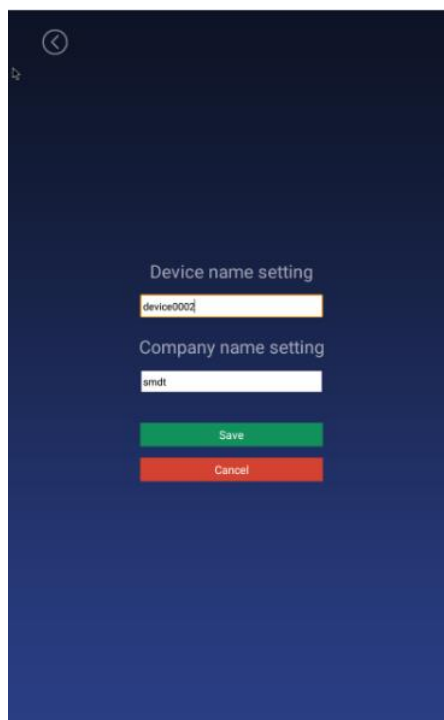 Device name setting
device0002
Company name setting
smdt
Save
Cancel